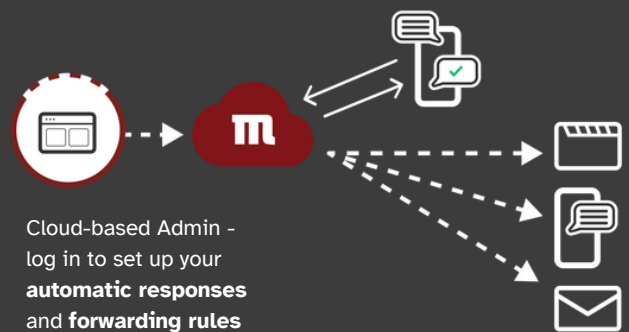 m
Cloud-based Admin -
log in to set up your
automatic responses
and forwarding rules